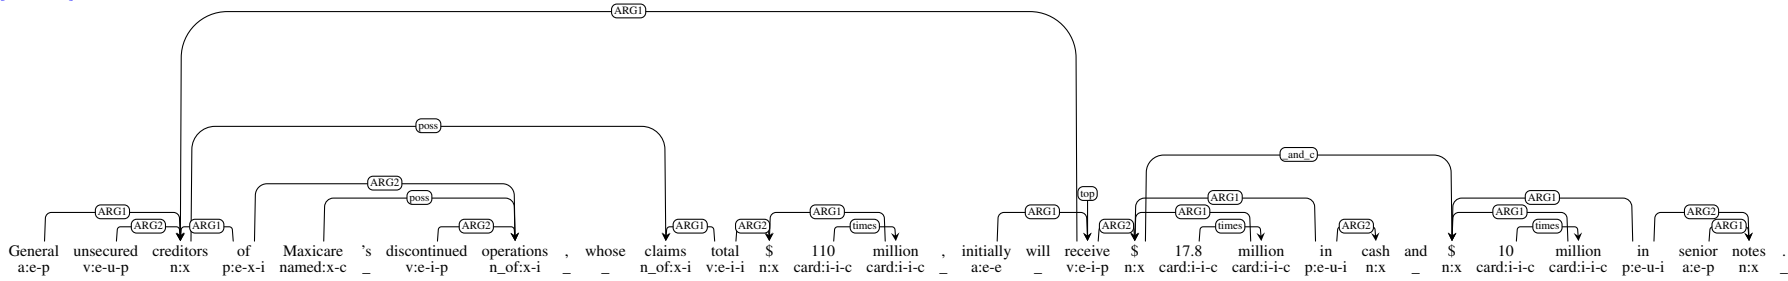 ARG1
poss
_and_c
ARG2
poss top
ARG1 ARG1 ARG1 ARG1 ARG1 ARG1 ARG2
ARG2 ARG1 ARG2 ARG1 ARG2 times ARG2 times ARG2 times ARG1
General unsecured creditors of Maxicare 's discontinued operations , whose claims total $ 110 million , initially will receive $ 17.8 million in cash and $ 10 million in senior notes .
a:e-p v:e-u-p n:x p:e-x-i named:x-c _ v:e-i-p n_of:x-i _ _ n_of:x-i v:e-i-i n:x card:i-i-c card:i-i-c _ a:e-e _ v:e-i-p n:x card:i-i-c card:i-i-c p:e-u-i n:x _ n:x card:i-i-c card:i-i-c p:e-u-i a:e-p n:x _